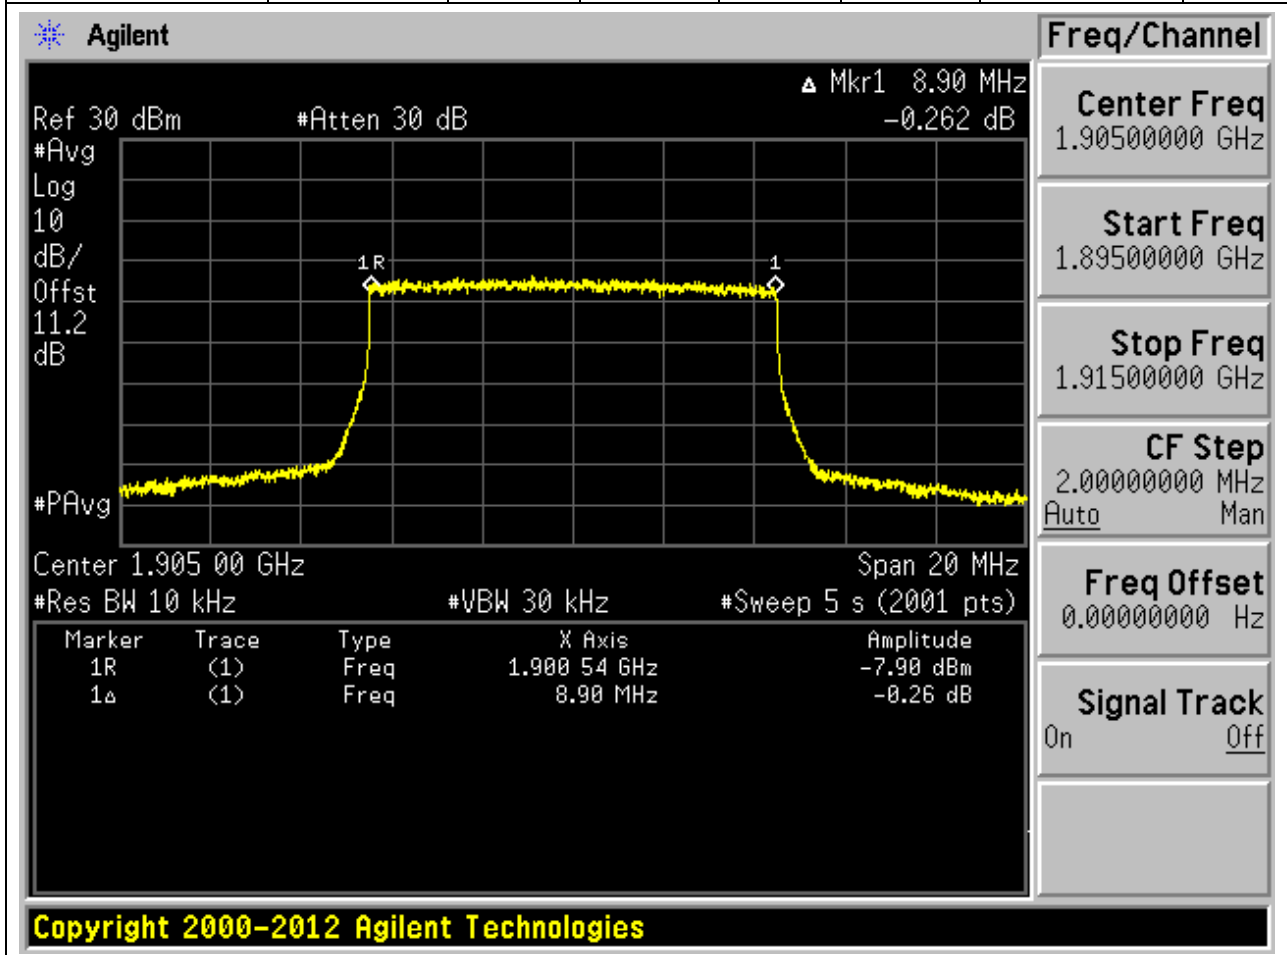 Agilent
Freq/Channel
▵ Mkr1 8.90 MHz
Ref 30 dBm #Atten 30 dB -0.262 dB
#Avg
Log
10
dB/
Offst
11.2
dB
#PAvg
1R
1
Center 1.905 00 GHz Span 20 MHz
#Res BW 10 kHz #VBW 30 kHz #Sweep 5 s (2001 pts)
Marker Trace Type X Axis Amplitude
1R (1) Freq 1.900 54 GHz -7.90 dBm
1▵ (1) Freq 8.90 MHz -0.26 dB
Center Freq
1.90500000 GHz
Start Freq
1.89500000 GHz
Stop Freq
1.91500000 GHz
CF Step
2.00000000 MHz
Auto Man
Freq Offset
0.00000000 Hz
Signal Track
On Off
Copyright 2000-2012 Agilent Technologies